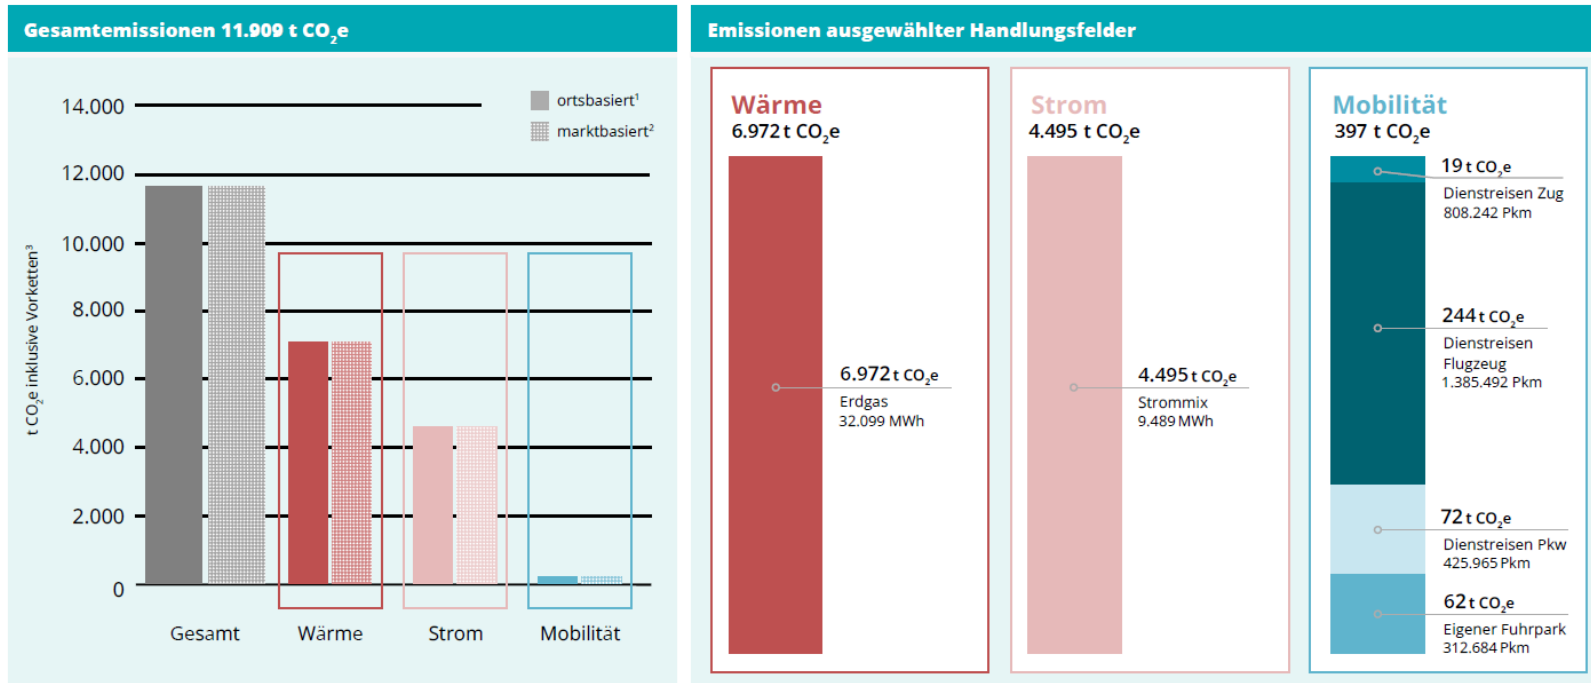 Gesamtemissionen 11.909 t CO₂e
t CO₂e inklusive Vorketten³
14.000
12.000
10.000
8.000
6.000
4.000
2.000
0
ortsbasiert¹
marktbasiert²
Gesamt
Wärme
Strom
Mobilität
Emissionen ausgewählter Handlungsfelder
Wärme
6.972 t CO₂e
6.972 t CO₂e
Erdgas
32.099 MWh
Strom
4.495 t CO₂e
4.495 t CO₂e
Strommix
9.489 MWh
Mobilität
397 t CO₂e
19 t CO₂e
Dienstreisen Zug
808.242 Pkm
244 t CO₂e
Dienstreisen
Flugzeug
1.385.492 Pkm
72 t CO₂e
Dienstreisen Pkw
425.965 Pkm
62 t CO₂e
Eigener Fuhrpark
312.684 Pkm